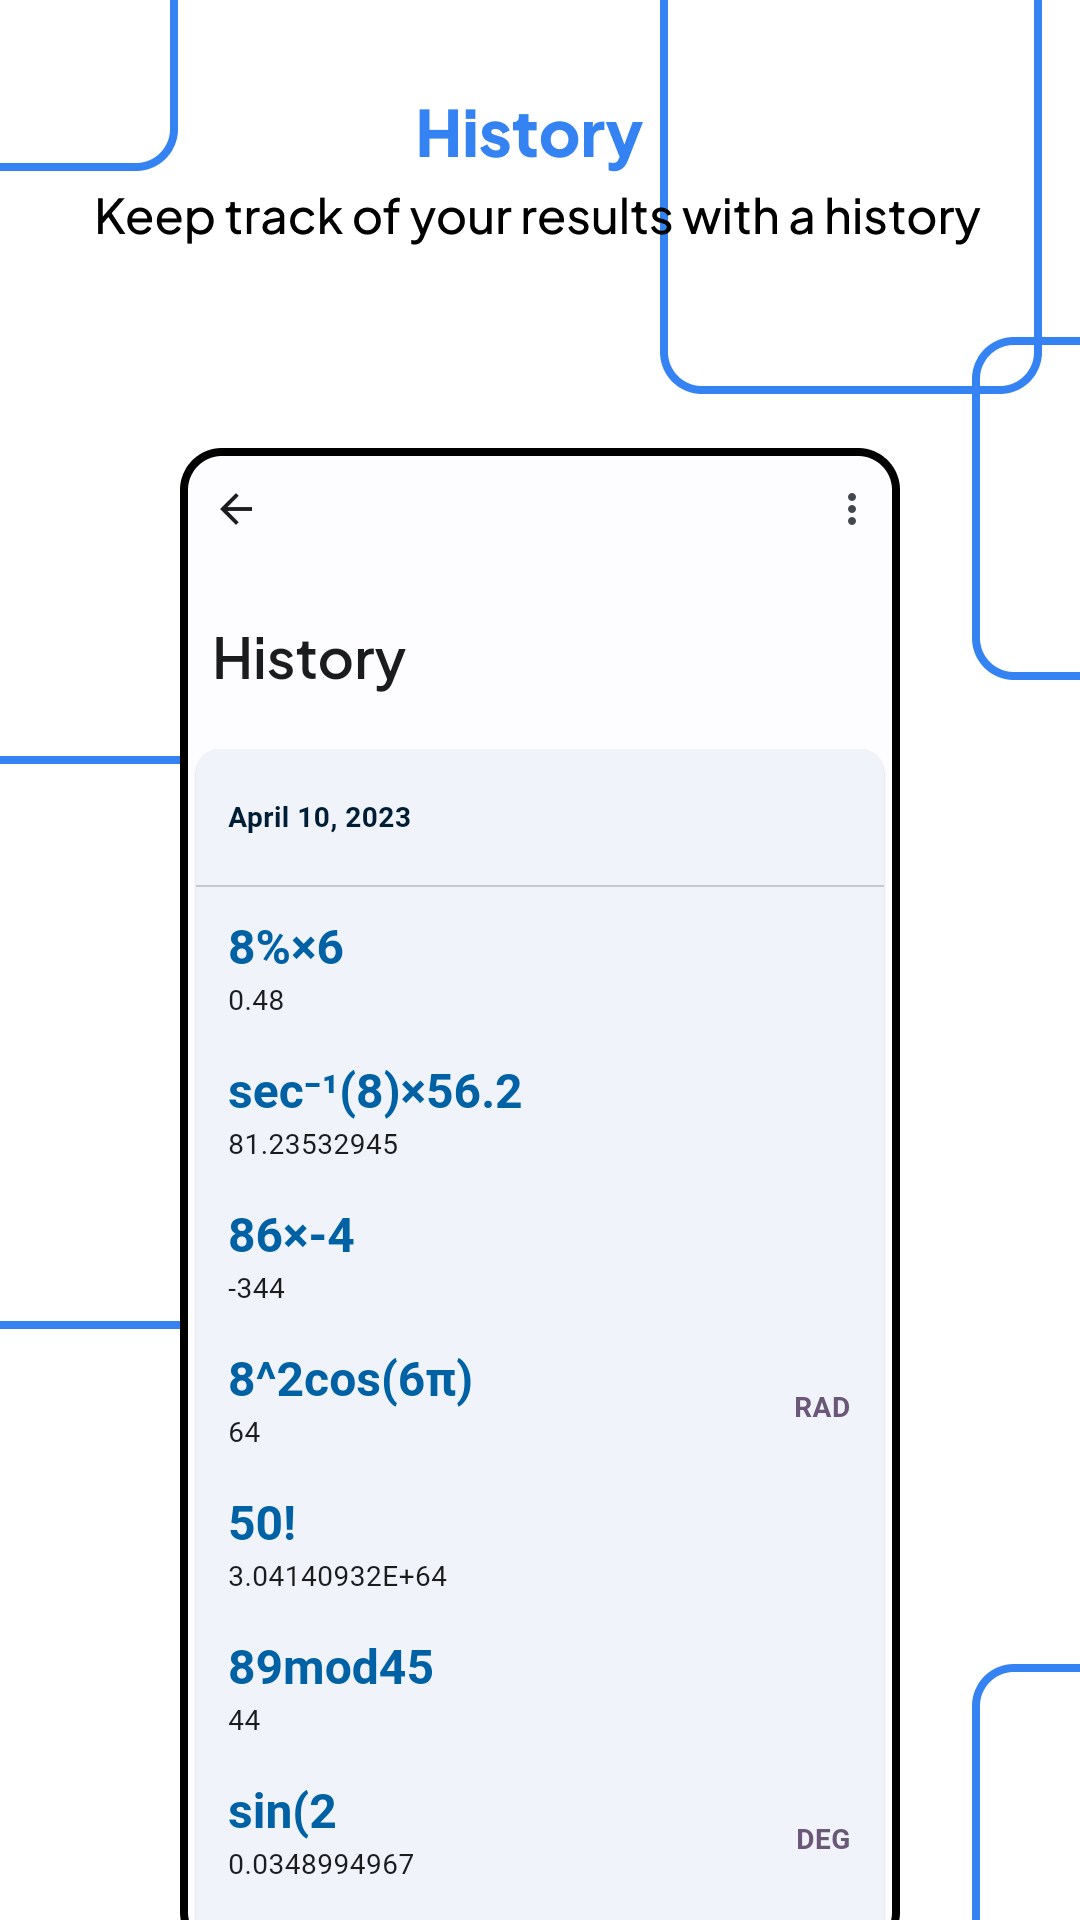 History
Keep track of your results with a history
History
April 10, 2023
8%×6
0.48
sec⁻¹(8)×56.2
81.23532945
86×-4
-344
8^2cos(6π)
64
RAD
50!
3.04140932E+64
89mod45
44
sin(2
0.0348994967
DEG